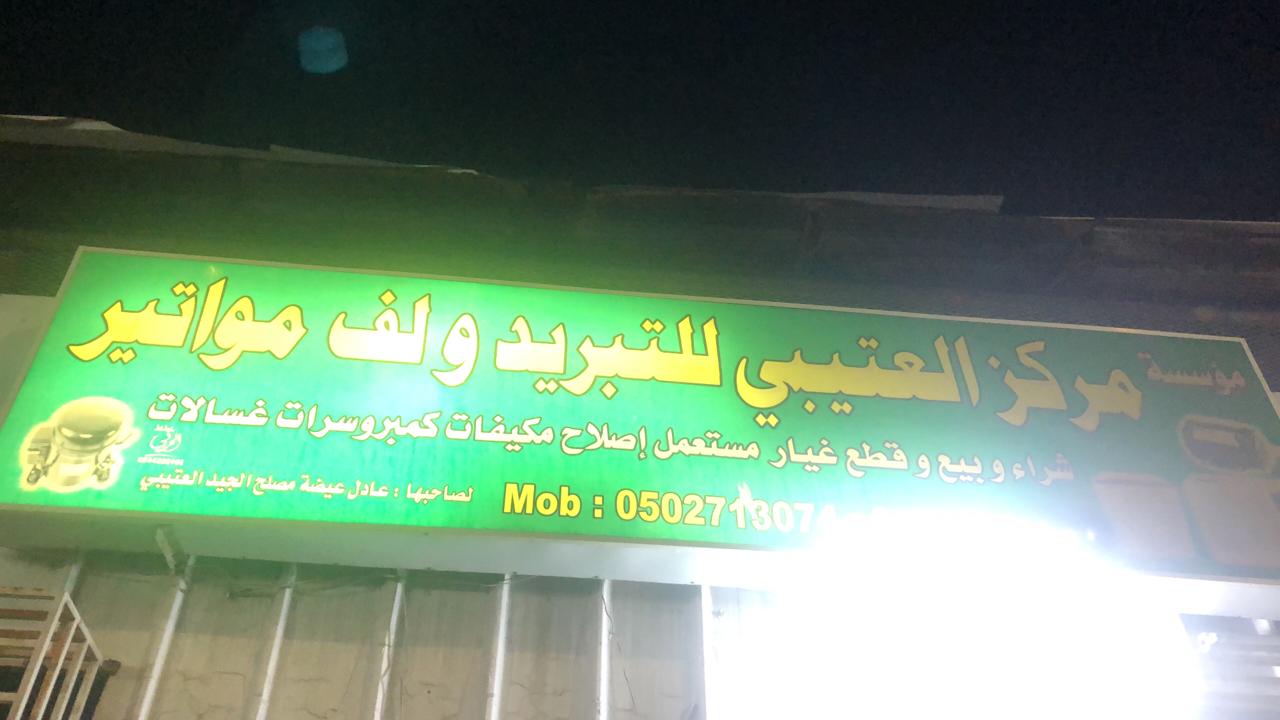 مؤسسة
مركز العتيبي للتبريد ولف مواتير
شراء وبيع وقطع غيار مستعمل إصلاح مكيفات كمبروسرات غسالات
Mob : 0502713074
لصاحبها : عادل عيضة مصلح الجيد العتيبي